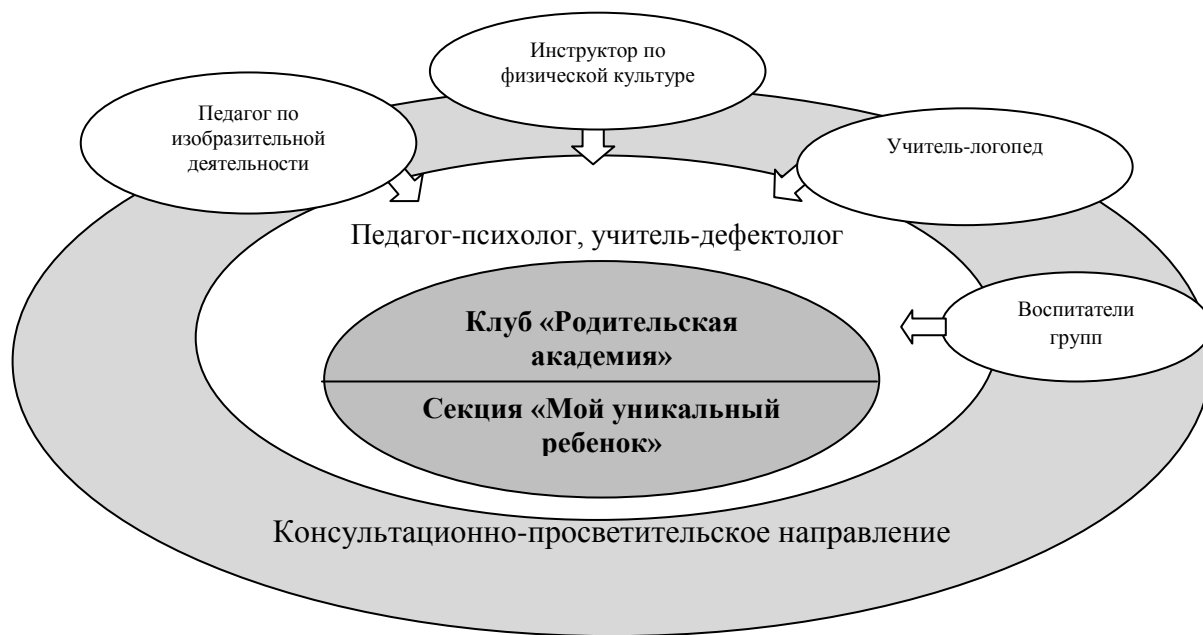 Инструктор по
физической культуре
Педагог по
изобразительной
деятельности
Учитель-логопед
Педагог-психолог, учитель-дефектолог
Воспитатели
групп
Клуб «Родительская
академия»
Секция «Мой уникальный
ребенок»
Консультационно-просветительское направление